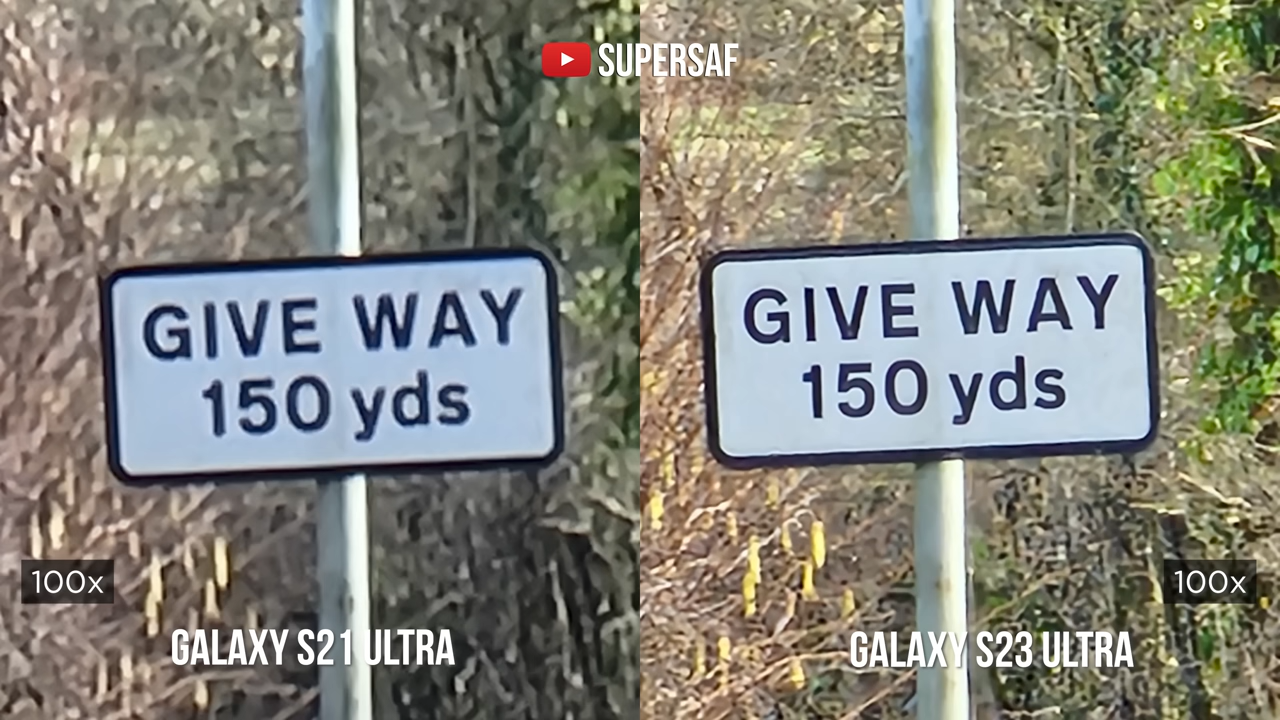 SUPERSAF
GIVE WAY
150 yds
100x
GALAXY S21 ULTRA
GIVE WAY
150 yds
100x
GALAXY S23 ULTRA